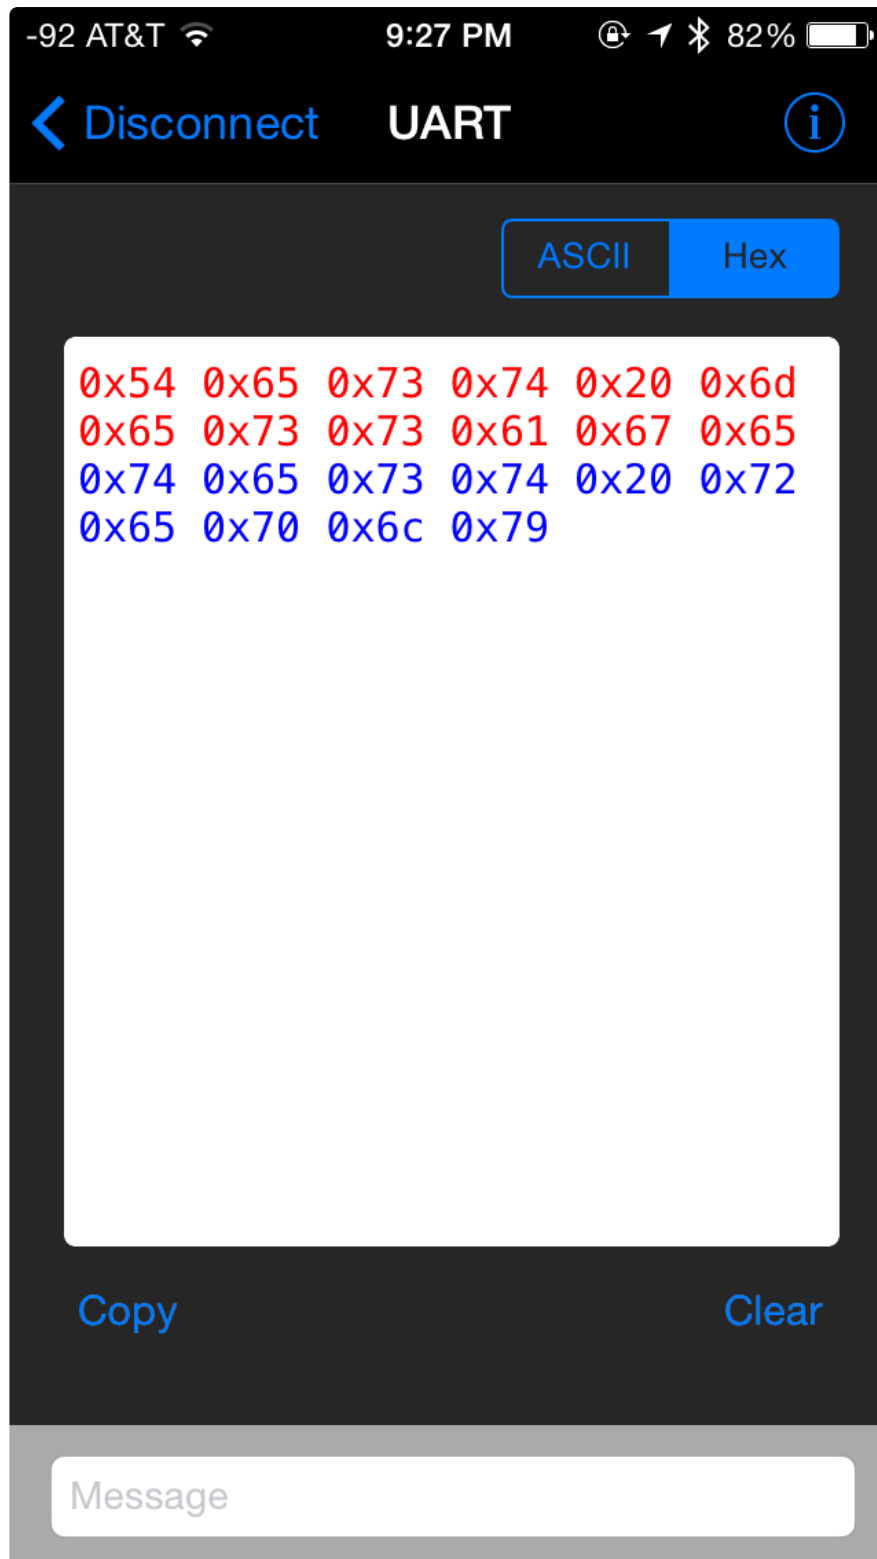 -92 AT&T 9:27 PM 82%
Disconnect UART i
ASCII Hex
0x54 0x65 0x73 0x74 0x20 0x6d
0x65 0x73 0x73 0x61 0x67 0x65
0x74 0x65 0x73 0x74 0x20 0x72
0x65 0x70 0x6c 0x79
Copy Clear
Message